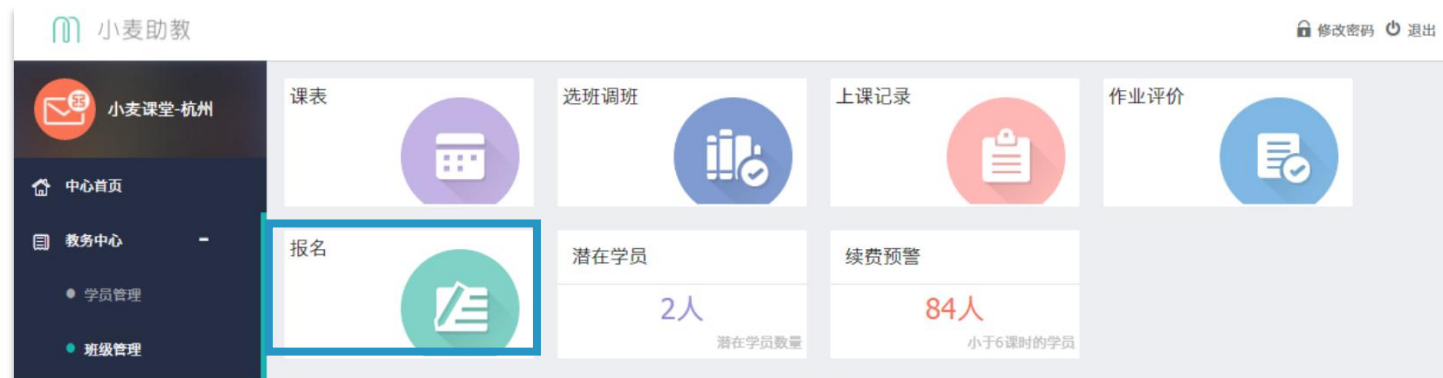 小麦助教
修改密码 退出
小麦课堂-杭州
中心首页
教务中心
学员管理
班级管理
课表
选班调班
上课记录
作业评价
报名
潜在学员
2人
潜在学员数量
续费预警
84人
小于6课时的学员